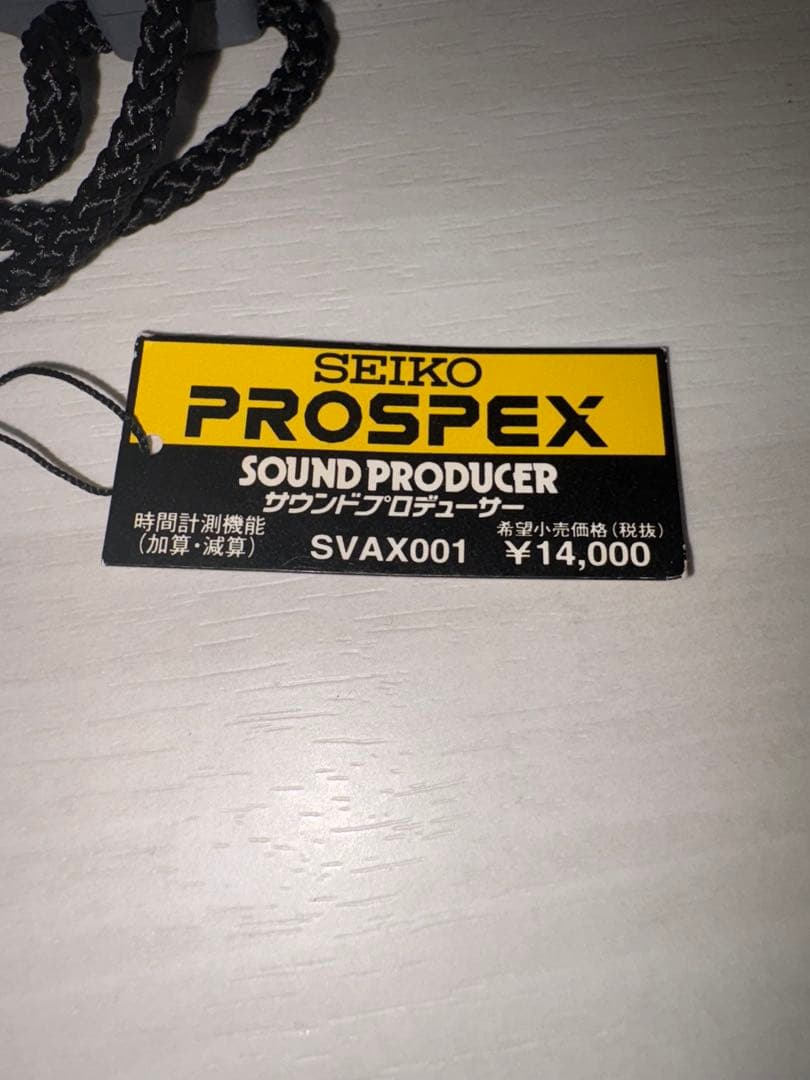 SEIKO
PROSPEX
SOUND PRODUCER
サウンドプロデューサー
時間計測機能
(加算・減算)
SVAX001
希望小売価格(税抜)
¥14,000